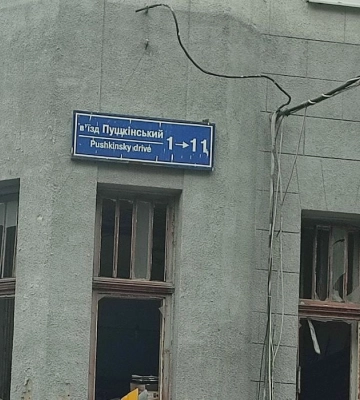 в'їзд Пушкінський
Pushkinsky drive
1→11